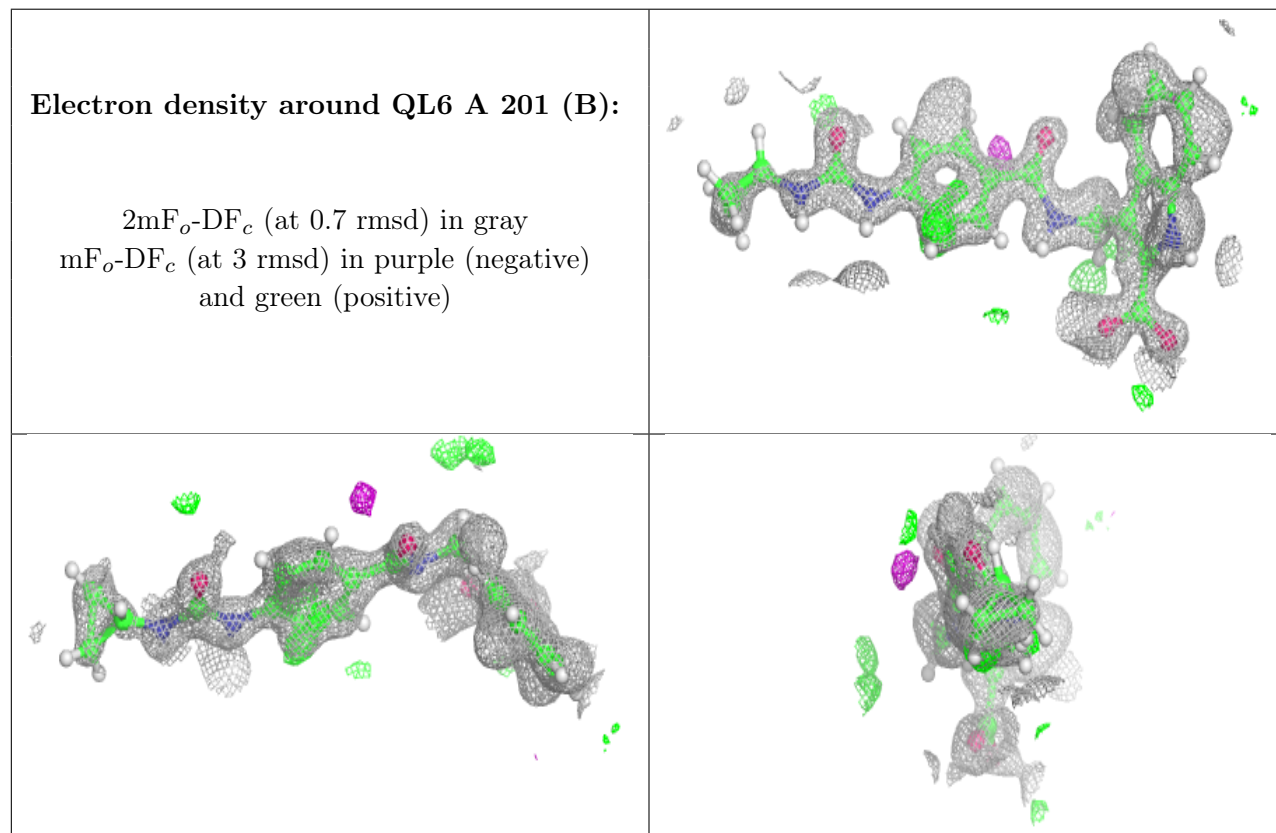 Electron density around QL6 A 201 (B):
2mFo-DFc (at 0.7 rmsd) in gray
mFo-DFc (at 3 rmsd) in purple (negative)
and green (positive)